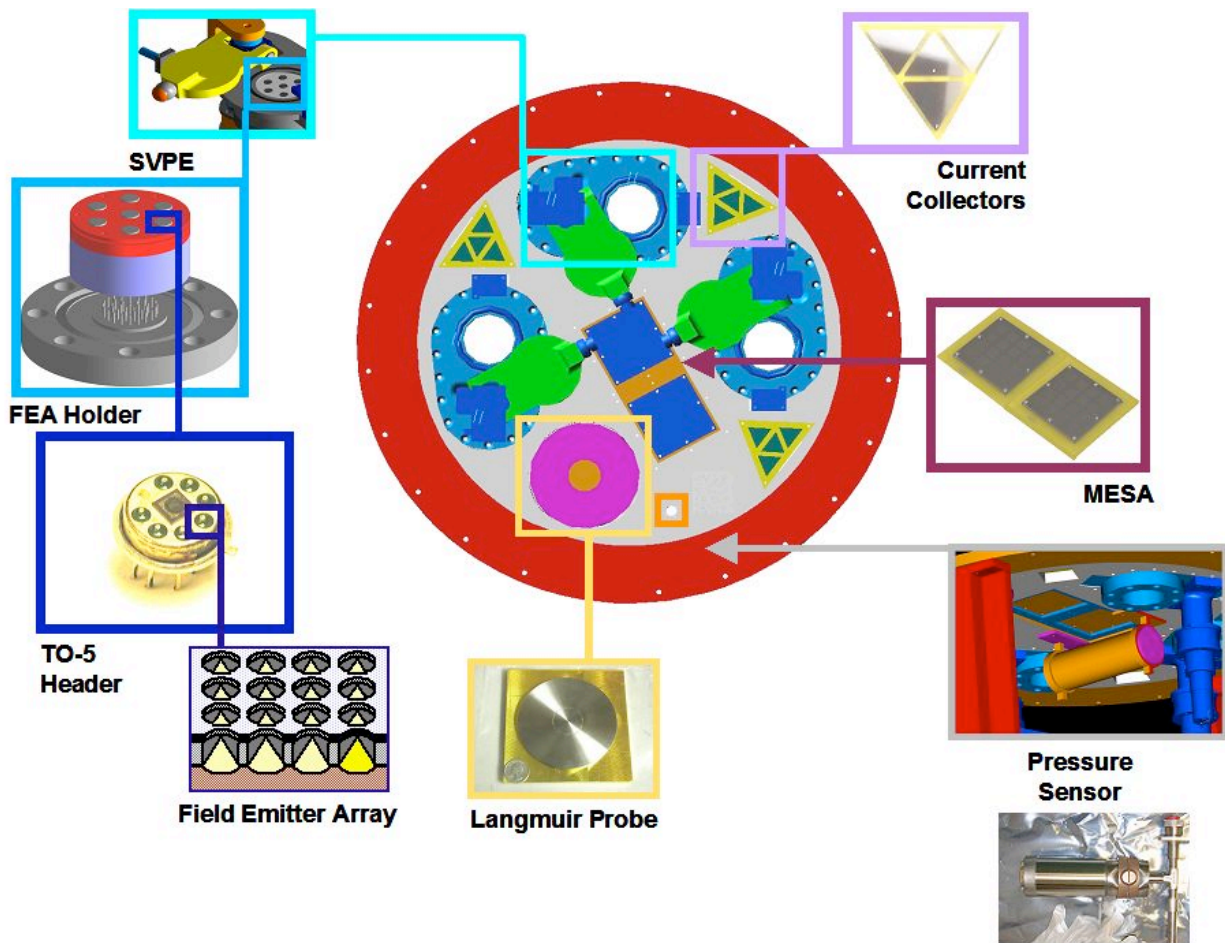 SVPE
Current
Collectors
FEA Holder
MESA
TO-5
Header
Pressure
Sensor
Field Emitter Array
Langmuir Probe